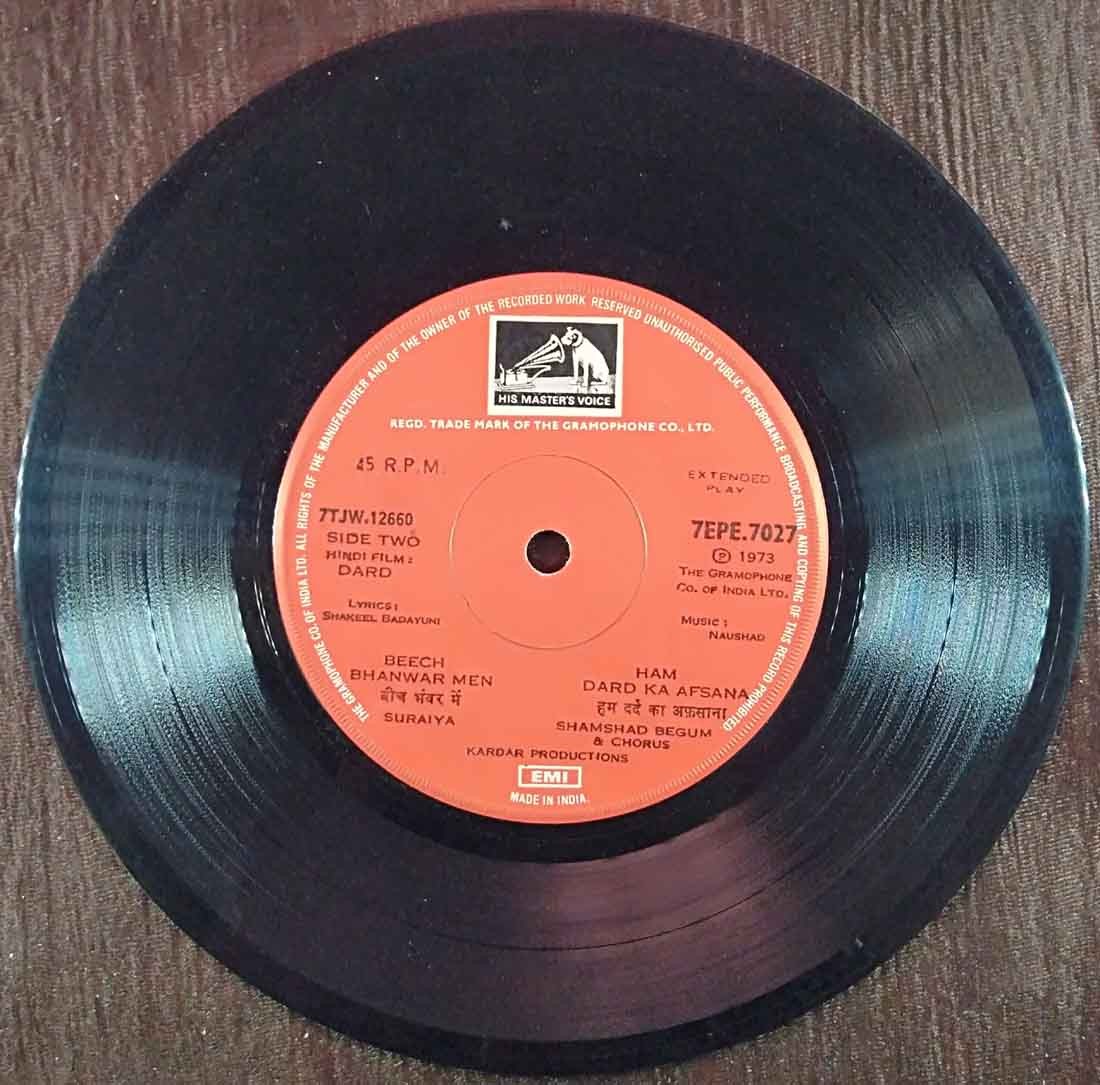 THE GRAMOPHONE CO. OF INDIA LTD. ALL RIGHTS OF THE MANUFACTURER AND OF THE OWNER OF THE RECORDED WORK RESERVED UNAUTHORISED PUBLIC PERFORMANCE BROADCASTING AND COPYING OF THIS RECORD PROHIBITED
HIS MASTER'S VOICE
REGD. TRADE MARK OF THE GRAMOPHONE CO., LTD.
45 R.P.M.
7TJW.12660
SIDE TWO
HINDI FILM:
DARD
LYRICS:
SHAKEEL BADAYUNI
EXTENDED
PLAY
7EPE.7027
Ⓟ 1973
THE GRAMOPHONE
CO. OF INDIA LTD.
MUSIC:
NAUSHAD
BEECH
BHANWAR MEN
बीच भंवर में
SURAIYA
HAM
DARD KA AFSANA
हम दर्द का अफ़साना
SHAMSHAD BEGUM
& CHORUS
KARDAR PRODUCTIONS
EMI
MADE IN INDIA.